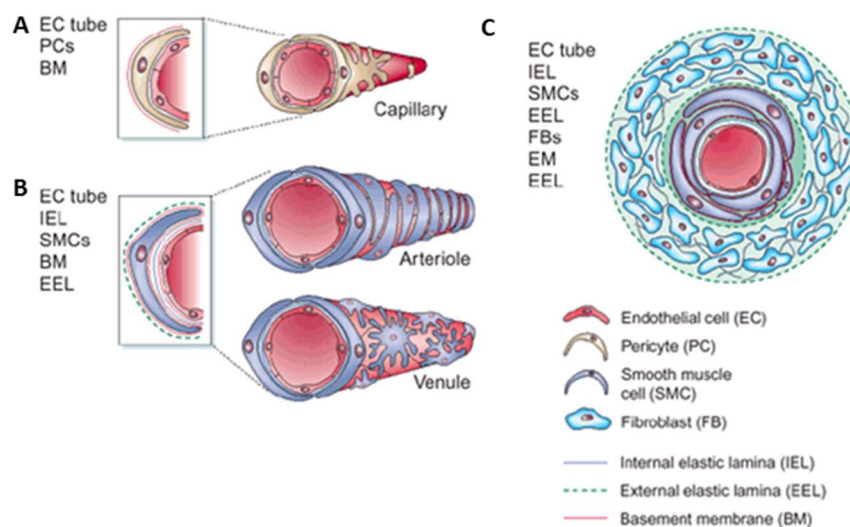 A
EC tube
PCs
BM
Capillary
B
EC tube
IEL
SMCs
BM
EEL
Arteriole
Venule
C
EC tube
IEL
SMCs
EEL
FBs
EM
EEL
Endothelial cell (EC)
Pericyte (PC)
Smooth muscle
cell (SMC)
Fibroblast (FB)
Internal elastic lamina (IEL)
External elastic lamina (EEL)
Basement membrane (BM)